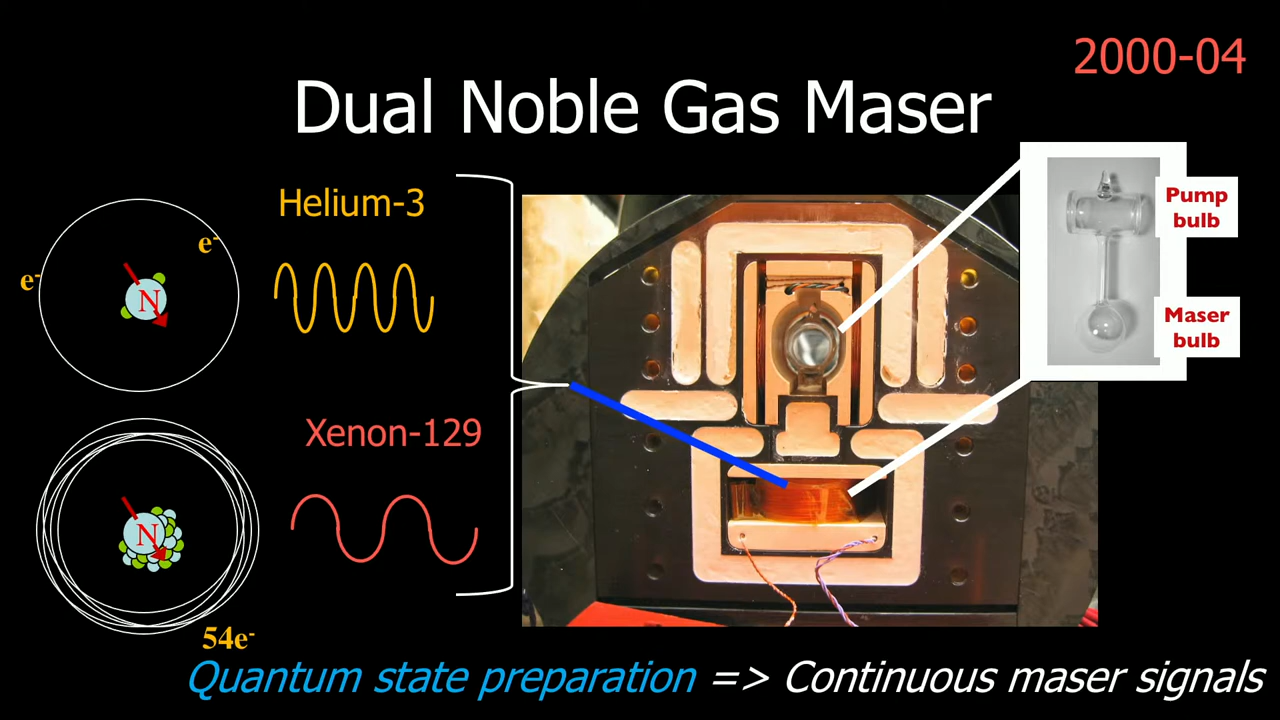 2000-04
Dual Noble Gas Maser
Helium-3
e-
e-
N
Pump
bulb
Maser
bulb
Xenon-129
N
54e-
Quantum state preparation => Continuous maser signals